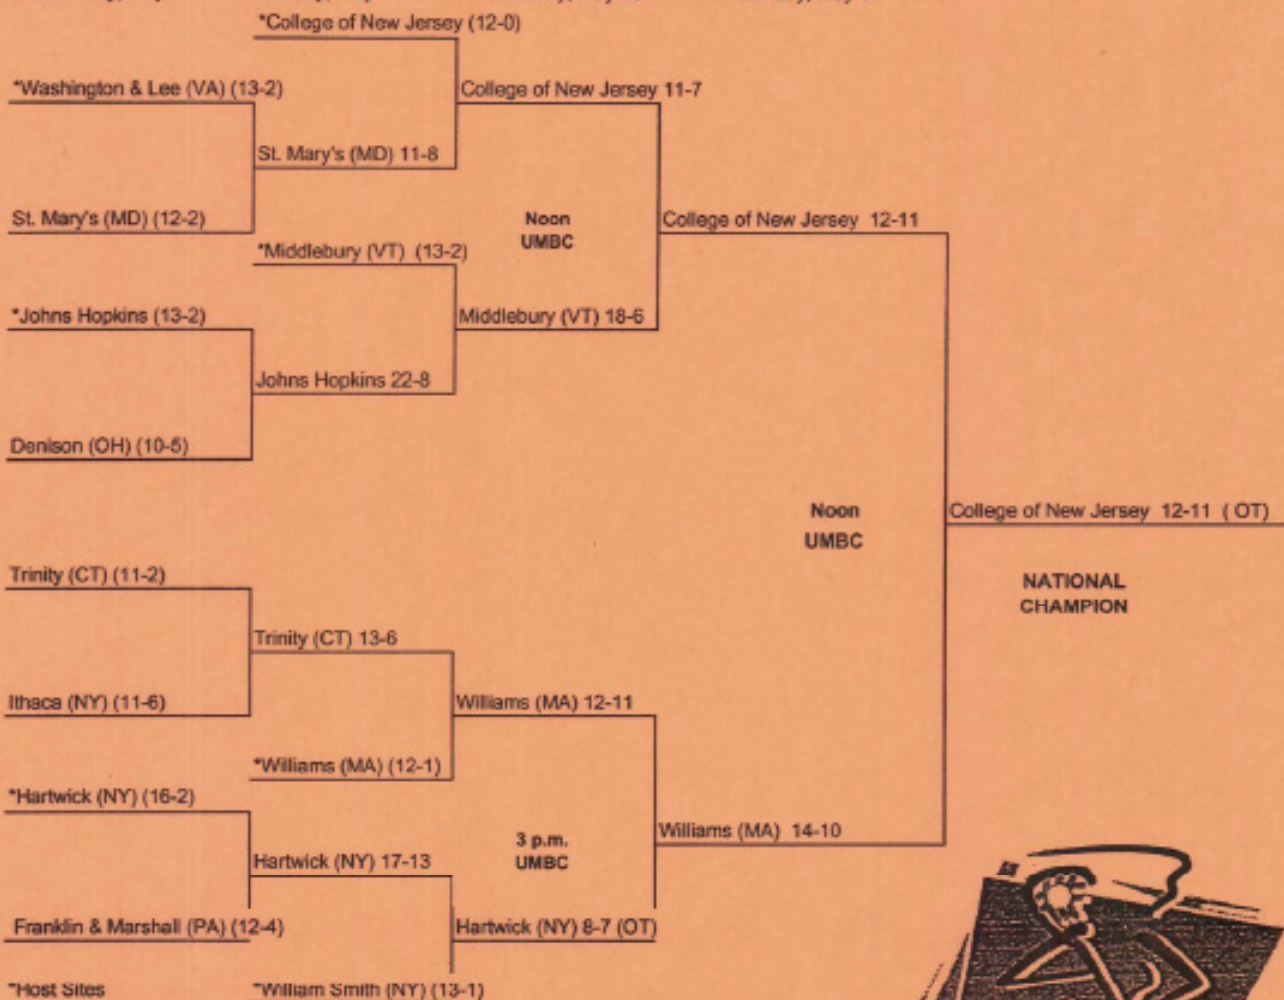 *College of New Jersey (12-0)
*Washington & Lee (VA) (13-2)
College of New Jersey 11-7
St. Mary's (MD) 11-8
St. Mary's (MD) (12-2)
Noon
UMBC
College of New Jersey 12-11
*Middlebury (VT) (13-2)
*Johns Hopkins (13-2)
Middlebury (VT) 18-6
Johns Hopkins 22-8
Denison (OH) (10-5)
Noon
UMBC
College of New Jersey 12-11 ( OT)
NATIONAL
CHAMPION
Trinity (CT) (11-2)
Trinity (CT) 13-6
Ithaca (NY) (11-6)
Williams (MA) 12-11
*Williams (MA) (12-1)
*Hartwick (NY) (16-2)
3 p.m.
UMBC
Williams (MA) 14-10
Hartwick (NY) 17-13
Franklin & Marshall (PA) (12-4)
Hartwick (NY) 8-7 (OT)
*Host Sites
*William Smith (NY) (13-1)